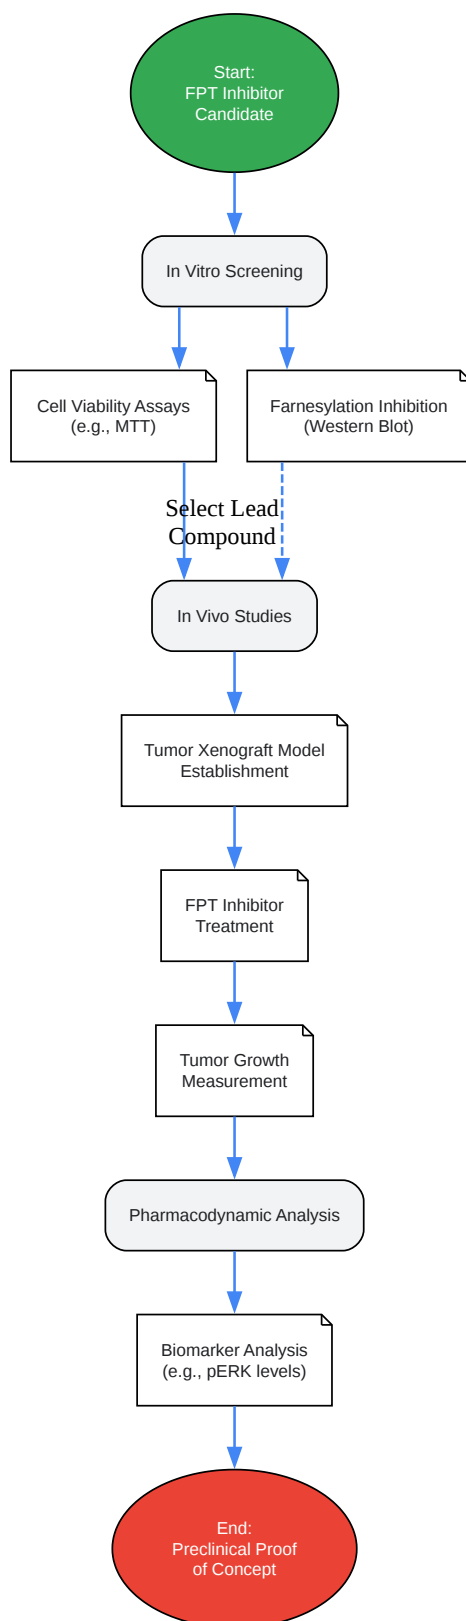 Start:
FPT Inhibitor
Candidate
In Vitro Screening
Cell Viability Assays
(e.g., MTT)
Farnesylation Inhibition
(Western Blot)
Select Lead
Compound
In Vivo Studies
Tumor Xenograft Model
Establishment
FPT Inhibitor
Treatment
Tumor Growth
Measurement
Pharmacodynamic Analysis
Biomarker Analysis
(e.g., pERK levels)
End:
Preclinical Proof
of Concept